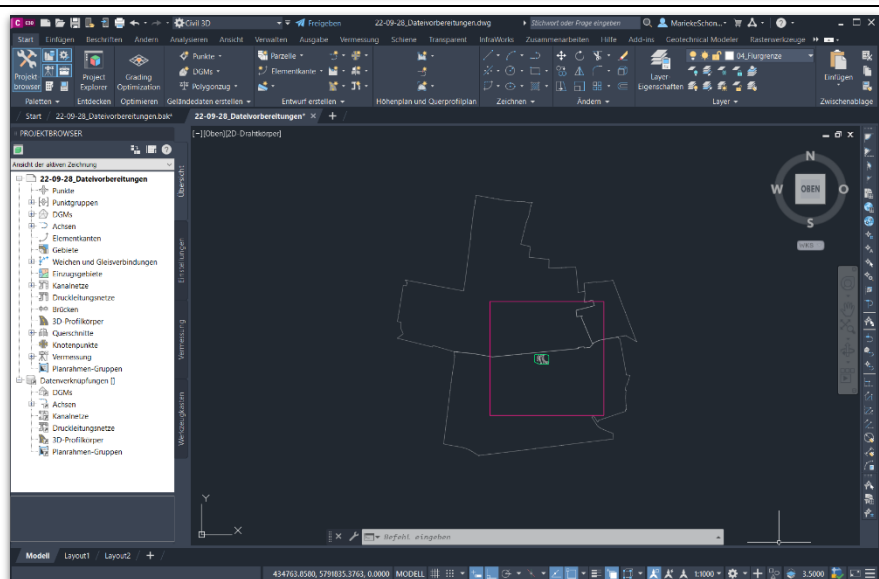 C C3D Civil 3D Freigeben 22-09-28_Dateivorbereitungen.dwg Stichwort oder Frage eingeben MariekeSchön...
Start Einfügen Beschriften Ändern Analysieren Ansicht Verwalten Ausgabe Vermessung Schiene Transparent InfraWorks Zusammenarbeiten Hilfe Add-ins Geotechnical Modeler Rasterwerkzeuge
Projekt browser Project Explorer Grading Optimization
Punkte
DGMs
Polygonzug
Parzelle
Elementkante
Layer Eigenschaften
04_Flurgrenze
Einfügen
Paletten Entdecken Optimieren Geländedaten erstellen Entwurf erstellen Höhenplan und Querprofilplan Zeichnen Ändern Layer Zwischenablage
Start 22-09-28_Dateivorbereitungen.bak* 22-09-28_Dateivorbereitungen* × +
PROJEKTBROWSER
[−][Oben][2D-Drahtkörper]
Ansicht der aktiven Zeichnung
22-09-28_Dateivorbereitungen
Punkte
Punktgruppen
DGMs
Achsen
Elementkanten
Gebiete
Weichen und Gleisverbindungen
Einzugsgebiete
Kanalnetze
Druckleitungsnetze
Brücken
3D-Profilkörper
Querschnitte
Knotenpunkte
Vermessung
Planrahmen-Gruppen
Datenverknüpfungen []
DGMs
Achsen
Kanalnetze
Druckleitungsnetze
3D-Profilkörper
Planrahmen-Gruppen
Übersicht
Einstellungen
Vermessung
Werkzeugkasten
N
W OBEN O
S
WKS
Y
X
Befehl eingeben
Modell Layout1 Layout2 +
434763.8580, 5791835.3763, 0.0000 MODELL 1:1000 3.5000